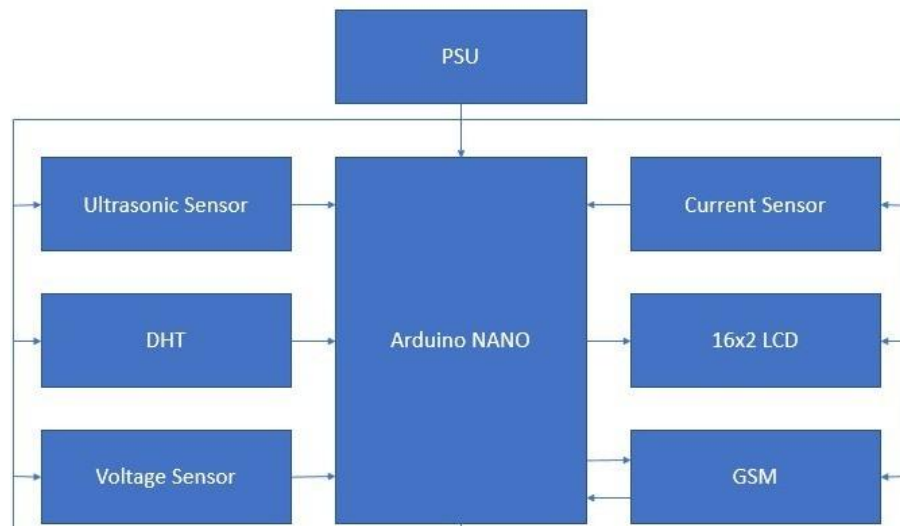 PSU
Ultrasonic Sensor
Current Sensor
DHT
Arduino NANO
16x2 LCD
Voltage Sensor
GSM